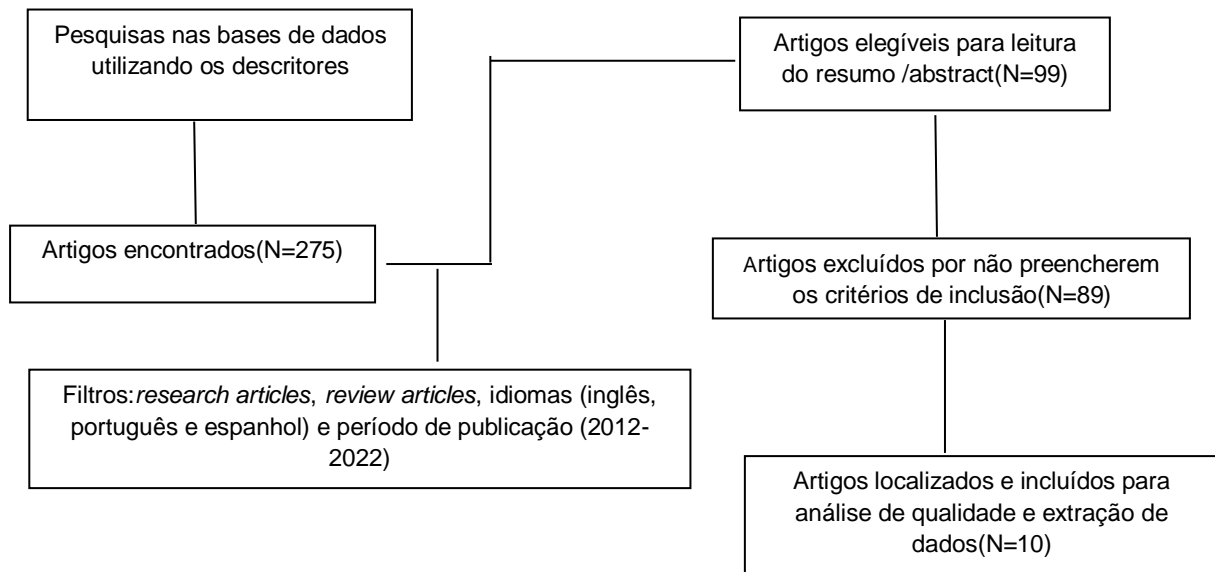 Pesquisas nas bases de dados
utilizando os descritores
Artigos encontrados(N=275)
Filtros:research articles, review articles, idiomas (inglês,
português e espanhol) e período de publicação (2012-
2022)
Artigos elegíveis para leitura
do resumo /abstract(N=99)
Artigos excluídos por não preencherem
os critérios de inclusão(N=89)
Artigos localizados e incluídos para
análise de qualidade e extração de
dados(N=10)